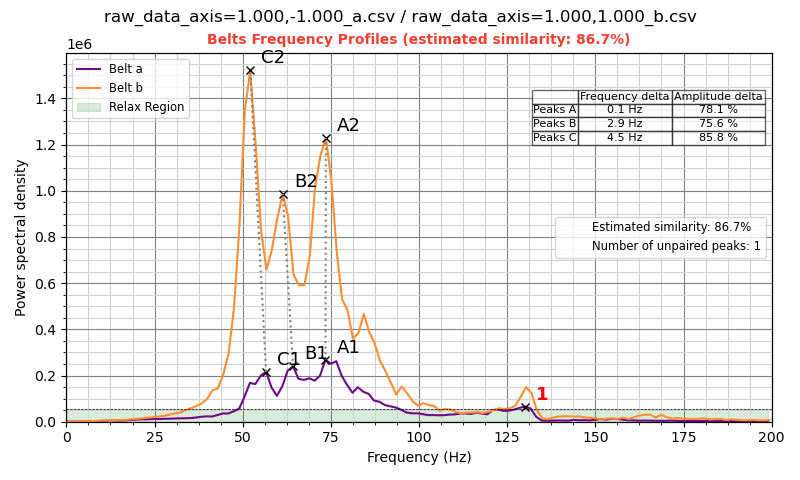 raw_data_axis=1.000,-1.000_a.csv / raw_data_axis=1.000,1.000_b.csv
Belts Frequency Profiles (estimated similarity: 86.7%)
1e6
Belt a
Belt b
Relax Region
C2
A2
B2
C1
B1
A1
1
Frequency delta Amplitude delta
Peaks A 0.1 Hz 78.1 %
Peaks B 2.9 Hz 75.6 %
Peaks C 4.5 Hz 85.8 %
Estimated similarity: 86.7%
Number of unpaired peaks: 1
Power spectral density
1.4
1.2
1.0
0.8
0.6
0.4
0.2
0.0
0 25 50 75 100 125 150 175 200
Frequency (Hz)